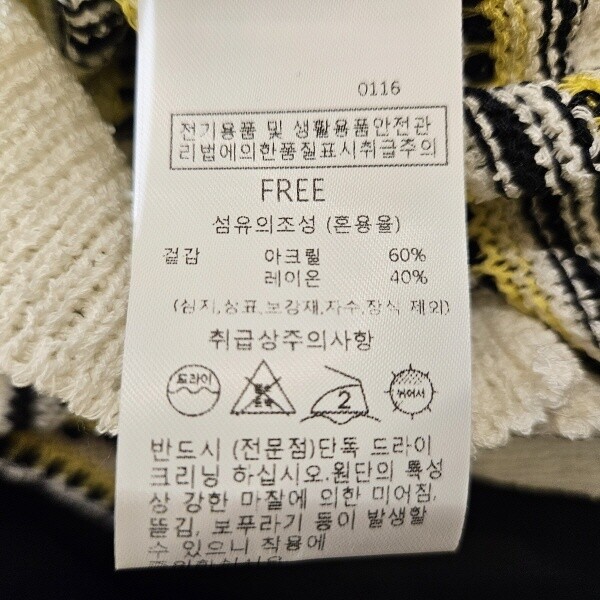 0116
전기용품 및 생활용품안전관
리법에의한품질표시취급주의
FREE
섬유의조성 (혼용율)
겉감 아크릴 60%
레이온 40%
(심지,상표,보강재,자수,장식 제외)
취급상주의사항
드라이 2 뉘어서
반드시 (전문점)단독 드라이
크리닝 하십시오.원단의 특성
상 강한 마찰에 의한 미어짐,
뜯김, 보푸라기 등이 발생할
수 있으니 착용에